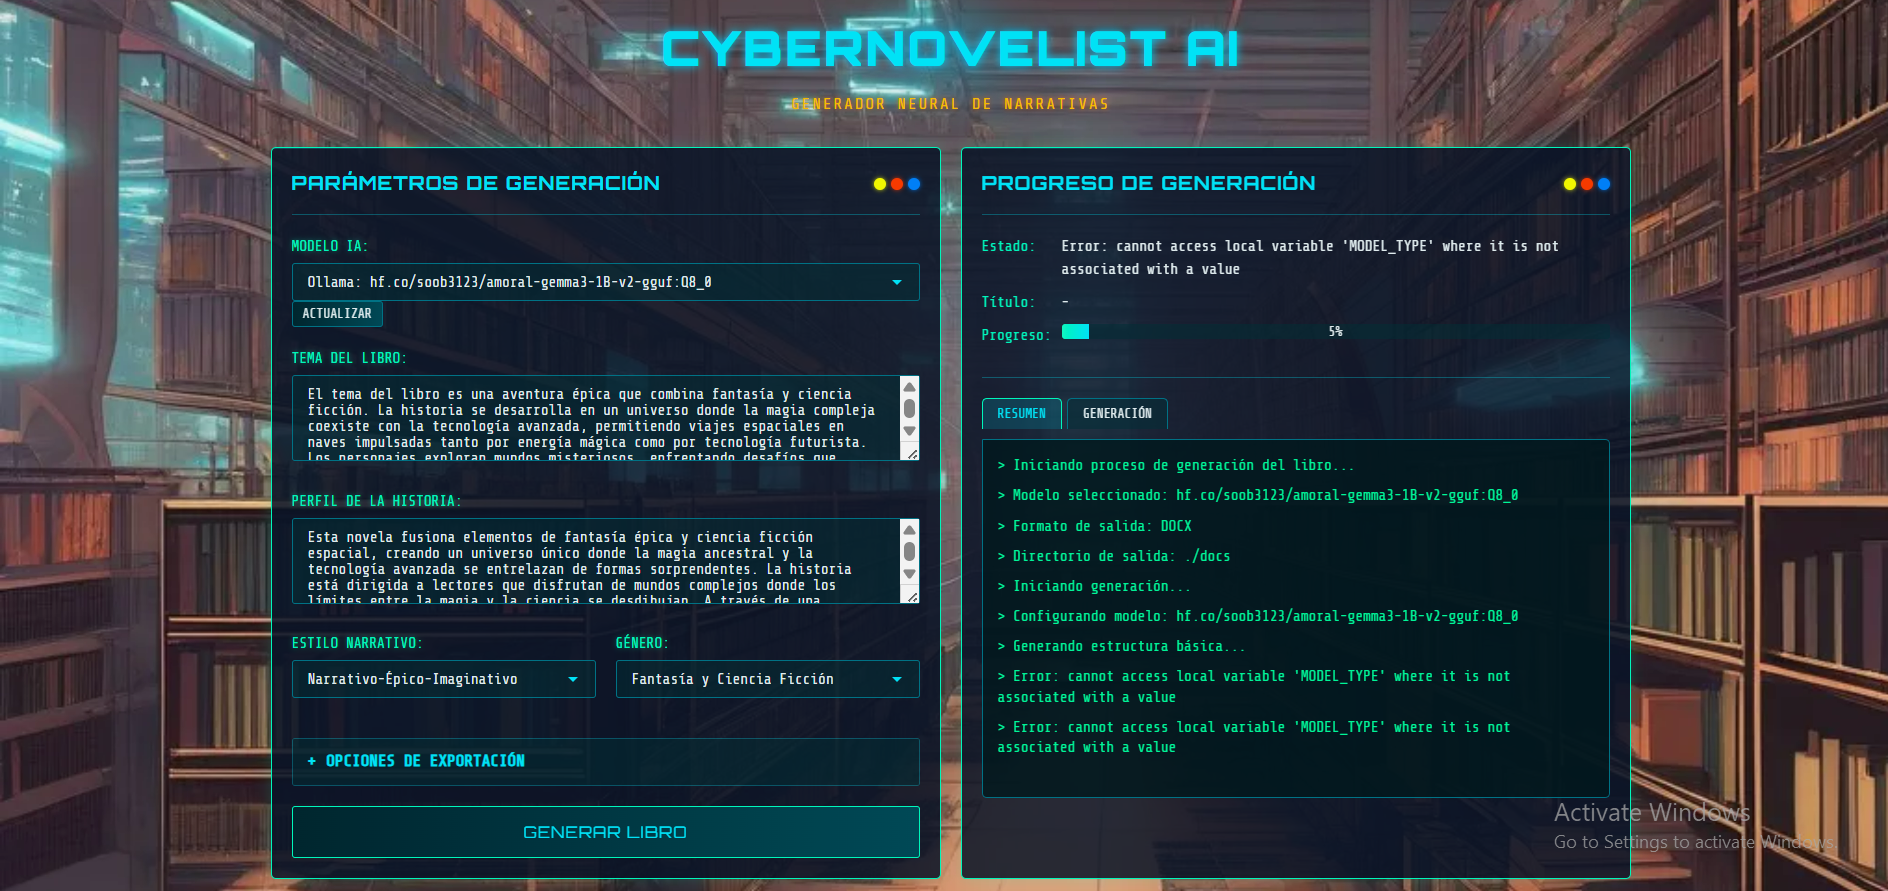 CYBERNOVELIST AI
GENERADOR NEURAL DE NARRATIVAS
PARÁMETROS DE GENERACIÓN
MODELO IA:
Ollama: hf.co/soob3123/amoral-gemma3-1B-v2-gguf:Q8_0
ACTUALIZAR
TEMA DEL LIBRO:
El tema del libro es una aventura épica que combina fantasía y ciencia
ficción. La historia se desarrolla en un universo donde la magia compleja
coexiste con la tecnología avanzada, permitiendo viajes espaciales en
naves impulsadas tanto por energía mágica como por tecnología futurista.
Los personajes exploran mundos misteriosos, enfrentando desafíos que
PERFIL DE LA HISTORIA:
Esta novela fusiona elementos de fantasía épica y ciencia ficción
espacial, creando un universo único donde la magia ancestral y la
tecnología avanzada se entrelazan de formas sorprendentes. La historia
está dirigida a lectores que disfrutan de mundos complejos donde los
límites entre la magia y la ciencia se desdibujan. A través de una
ESTILO NARRATIVO:
Narrativo-Épico-Imaginativo
GÉNERO:
Fantasía y Ciencia Ficción
+ OPCIONES DE EXPORTACIÓN
GENERAR LIBRO
PROGRESO DE GENERACIÓN
Estado: Error: cannot access local variable 'MODEL_TYPE' where it is not
associated with a value
Título: -
Progreso: 5%
RESUMEN GENERACIÓN
> Iniciando proceso de generación del libro...
> Modelo seleccionado: hf.co/soob3123/amoral-gemma3-1B-v2-gguf:Q8_0
> Formato de salida: DOCX
> Directorio de salida: ./docs
> Iniciando generación...
> Configurando modelo: hf.co/soob3123/amoral-gemma3-1B-v2-gguf:Q8_0
> Generando estructura básica...
> Error: cannot access local variable 'MODEL_TYPE' where it is not
associated with a value
> Error: cannot access local variable 'MODEL_TYPE' where it is not
associated with a value
Activate Windows
Go to Settings to activate Windows.